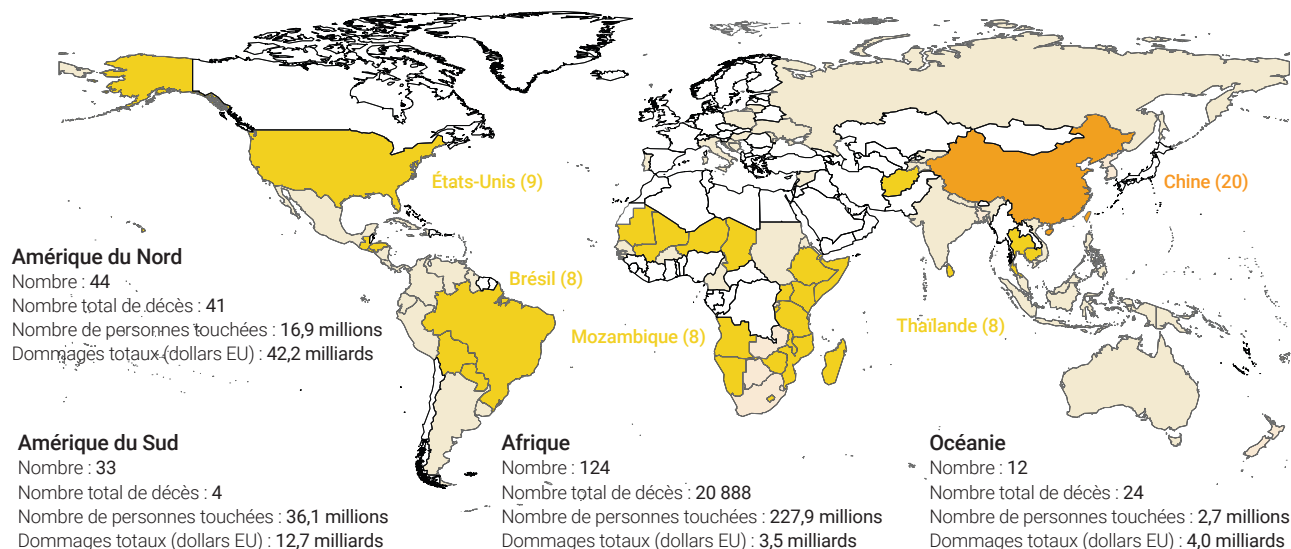 États-Unis (9)
Chine (20)
Amérique du Nord
Nombre : 44
Nombre total de décès : 41
Nombre de personnes touchées : 16,9 millions
Dommages totaux (dollars EU) : 42,2 milliards
Brésil (8)
Mozambique (8)
Thaïlande (8)
Amérique du Sud
Nombre : 33
Nombre total de décès : 4
Nombre de personnes touchées : 36,1 millions
Dommages totaux (dollars EU) : 12,7 milliards
Afrique
Nombre : 124
Nombre total de décès : 20 888
Nombre de personnes touchées : 227,9 millions
Dommages totaux (dollars EU) : 3,5 milliards
Océanie
Nombre : 12
Nombre total de décès : 24
Nombre de personnes touchées : 2,7 millions
Dommages totaux (dollars EU) : 4,0 milliards